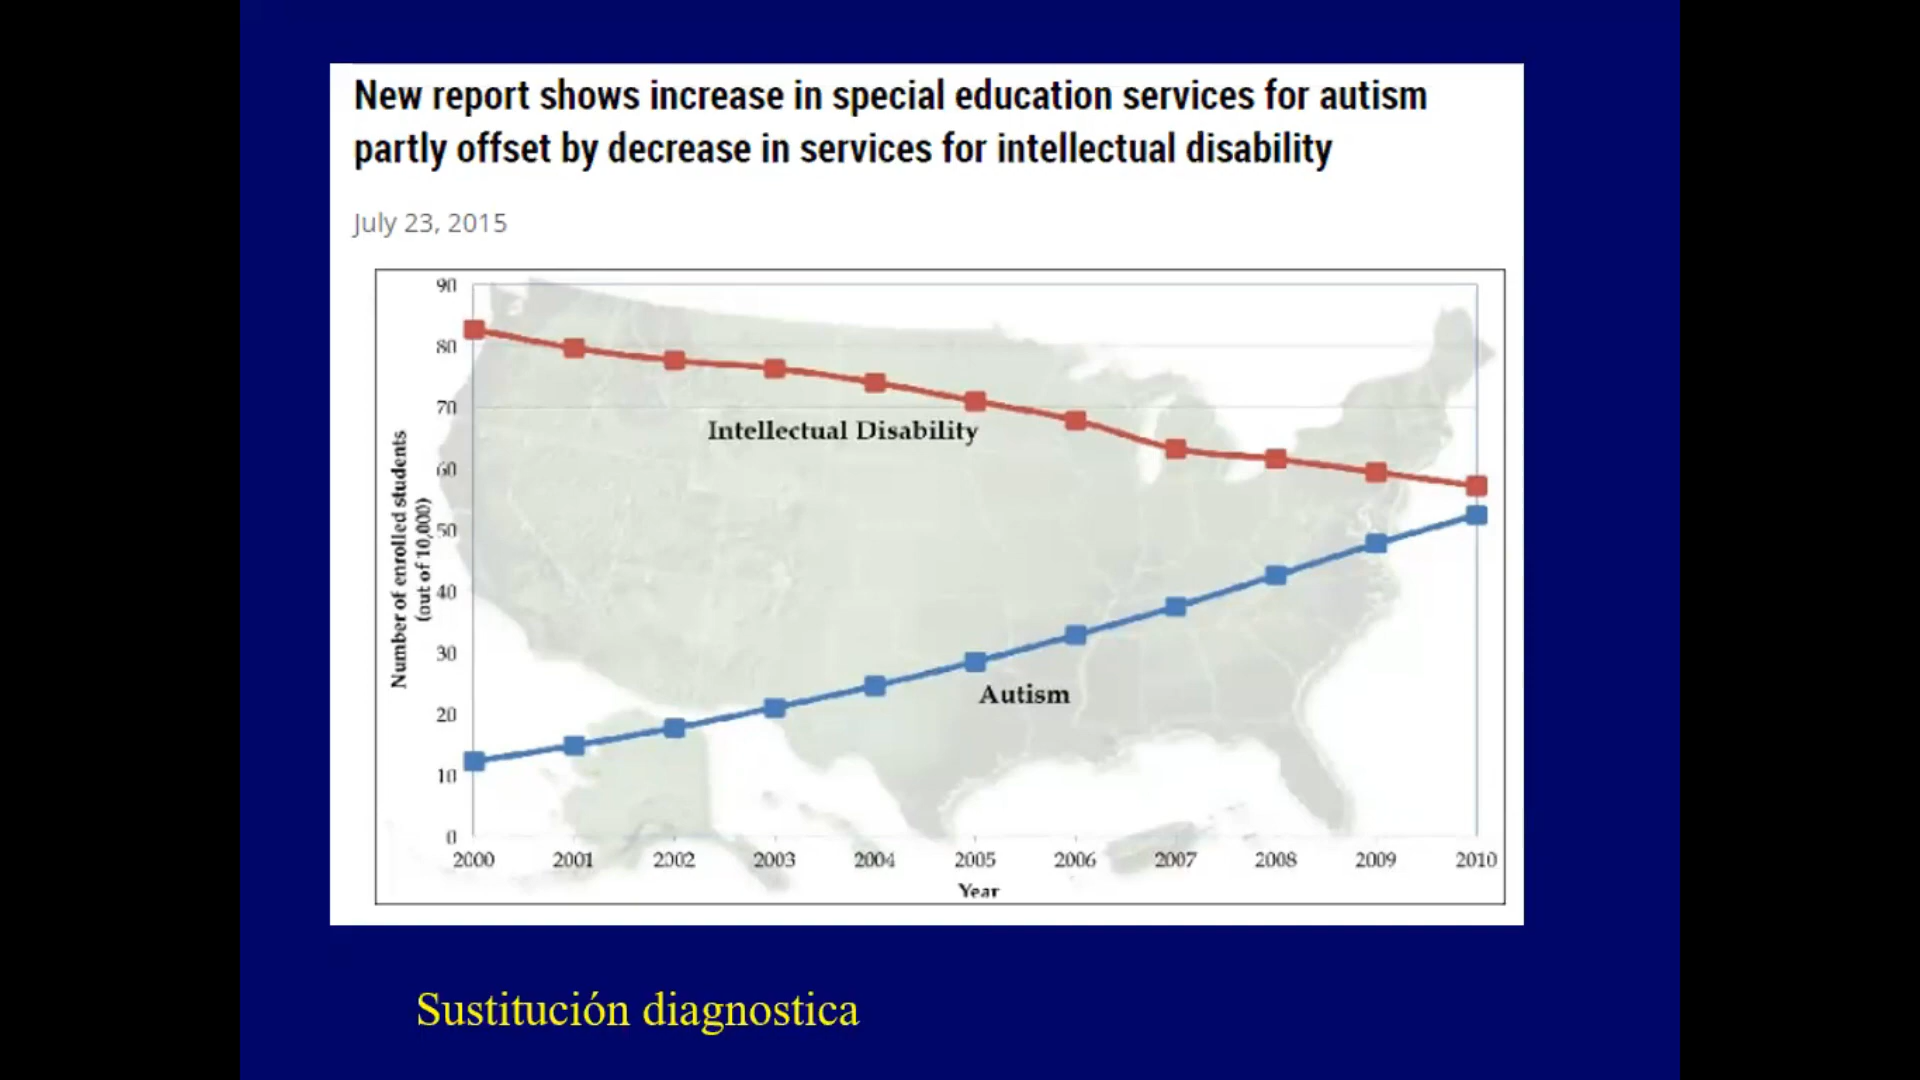 New report shows increase in special education services for autism
partly offset by decrease in services for intellectual disability
July 23, 2015
90
80
70
60
50
40
30
20
10
0
Number of enrolled students
(out of 10,000)
Intellectual Disability
Autism
2000 2001 2002 2003 2004 2005 2006 2007 2008 2009 2010
Year
Sustitución diagnostica